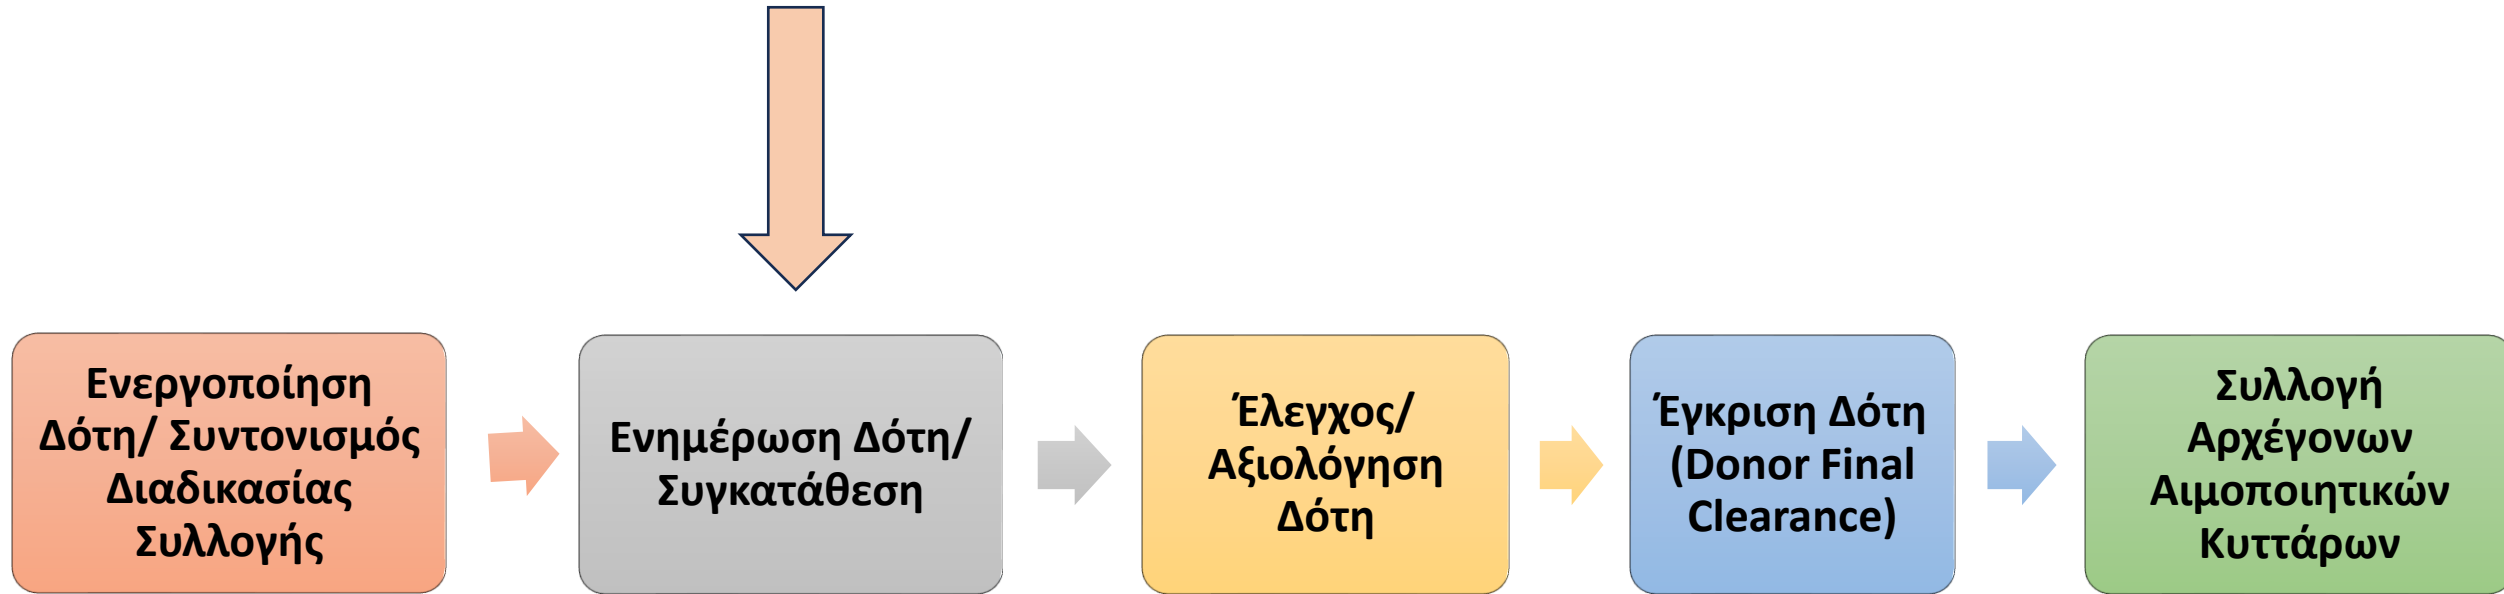 Ενεργοποίηση
Δότη/ Συντονισμός
Διαδικασίας
Συλλογής
Ενημέρωση Δότη/
Συγκατάθεση
Έλεγχος/
Αξιολόγηση
Δότη
Έγκριση Δότη
(Donor Final
Clearance)
Συλλογή
Αρχέγονων
Αιμοποιητικών
Κυττάρων